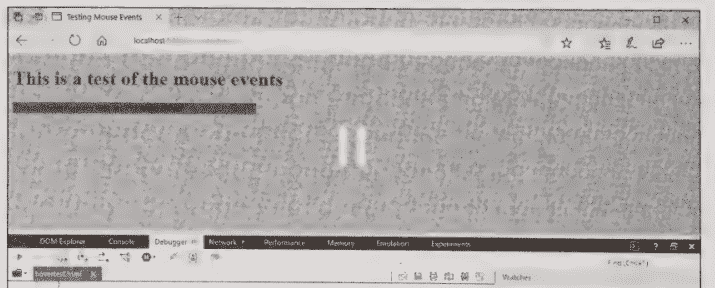 Testing Mouse Events
localhost
This is a test of the mouse events
DOM Explorer Console Debugger Network Performance Memory Emulation Experiments
Watches